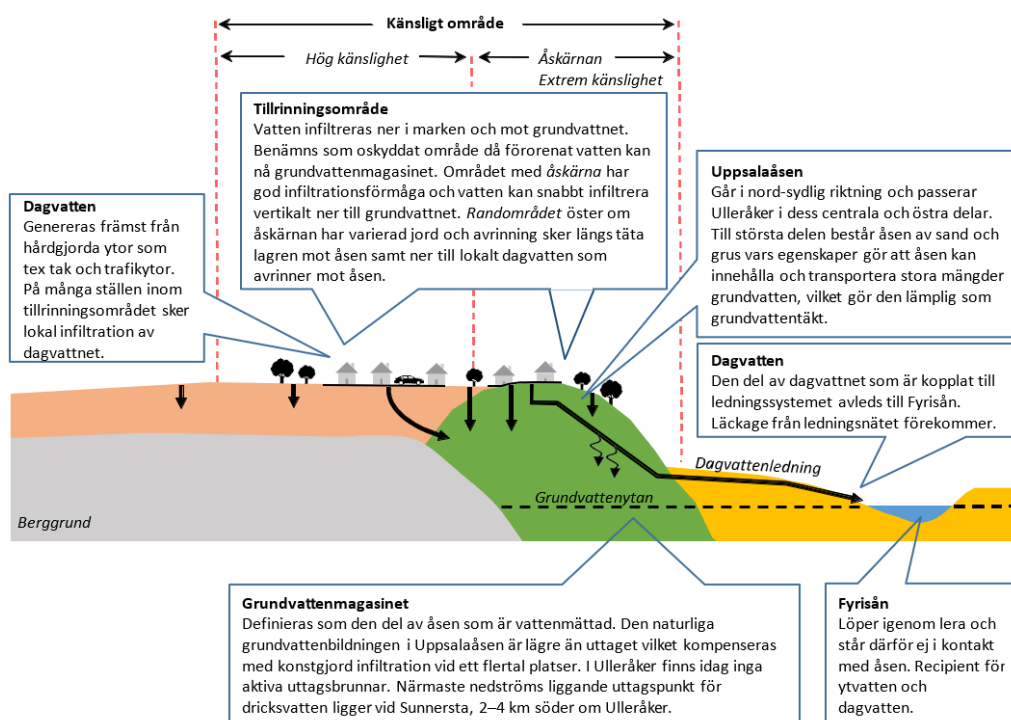 Känsligt område
Hög känslighet
Åskärnan
Extrem känslighet
Tillrinningsområde
Vatten infiltreras ner i marken och mot grundvattnet.
Benämns som oskyddat område då förorenat vatten kan
nå grundvattenmagasinet. Området med åskärna har
god infiltrationsförmåga och vatten kan snabbt infiltrera
vertikalt ner till grundvattnet. Randområdet öster om
åskärnan har varierad jord och avrinning sker längs täta
lagren mot åsen samt ner till lokalt dagvatten som
avrinner mot åsen.
Dagvatten
Genereras främst från
hårdgjorda ytor som
tex tak och trafikytor.
På många ställen inom
tillrinningsområdet sker
lokal infiltration av
dagvattnet.
Uppsalaåsen
Går i nord-sydlig riktning och passerar
Ulleråker i dess centrala och östra delar.
Till största delen består åsen av sand och
grus vars egenskaper gör att åsen kan
innehålla och transportera stora mängder
grundvatten, vilket gör den lämplig som
grundvattentäkt.
Dagvatten
Den del av dagvattnet som är kopplat till
ledningssystemet avleds till Fyrisån.
Läckage från ledningsnätet förekommer.
Dagvattenledning
Grundvattenytan
Berggrund
Grundvattenmagasinet
Definieras som den del av åsen som är vattenmättad. Den naturliga
grundvattenbildningen i Uppsalaåsen är lägre än uttaget vilket kompenseras
med konstgjord infiltration vid ett flertal platser. I Ulleråker finns idag inga
aktiva uttagsbrunnar. Närmaste nedströms liggande uttagspunkt för
dricksvatten ligger vid Sunnersta, 2–4 km söder om Ulleråker.
Fyrisån
Löper igenom lera och
står därför ej i kontakt
med åsen. Recipient för
ytvatten och
dagvatten.